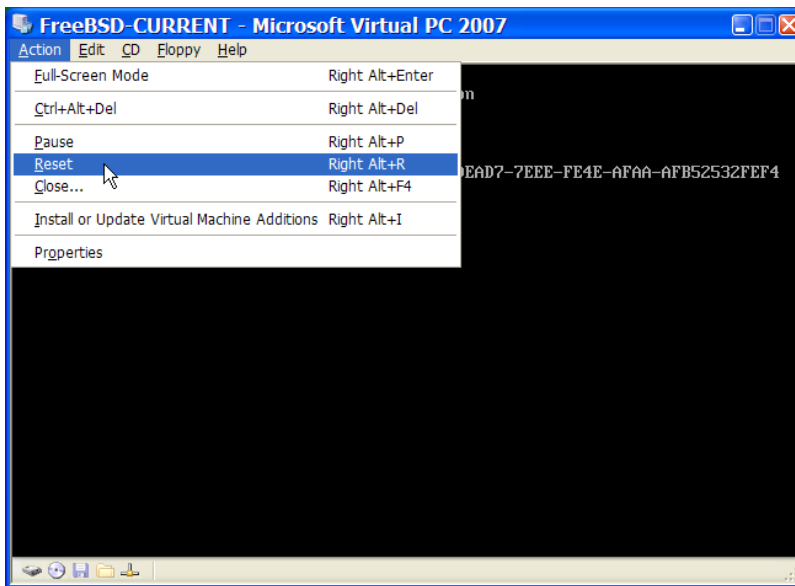 FreeBSD-CURRENT - Microsoft Virtual PC 2007
Action Edit CD Floppy Help
Full-Screen Mode Right Alt+Enter
Ctrl+Alt+Del Right Alt+Del
Pause Right Alt+P
Reset Right Alt+R
Close... Right Alt+F4
Install or Update Virtual Machine Additions Right Alt+I
Properties
on
EAD7-7EEE-FE4E-AFAA-AFB52532FEF4